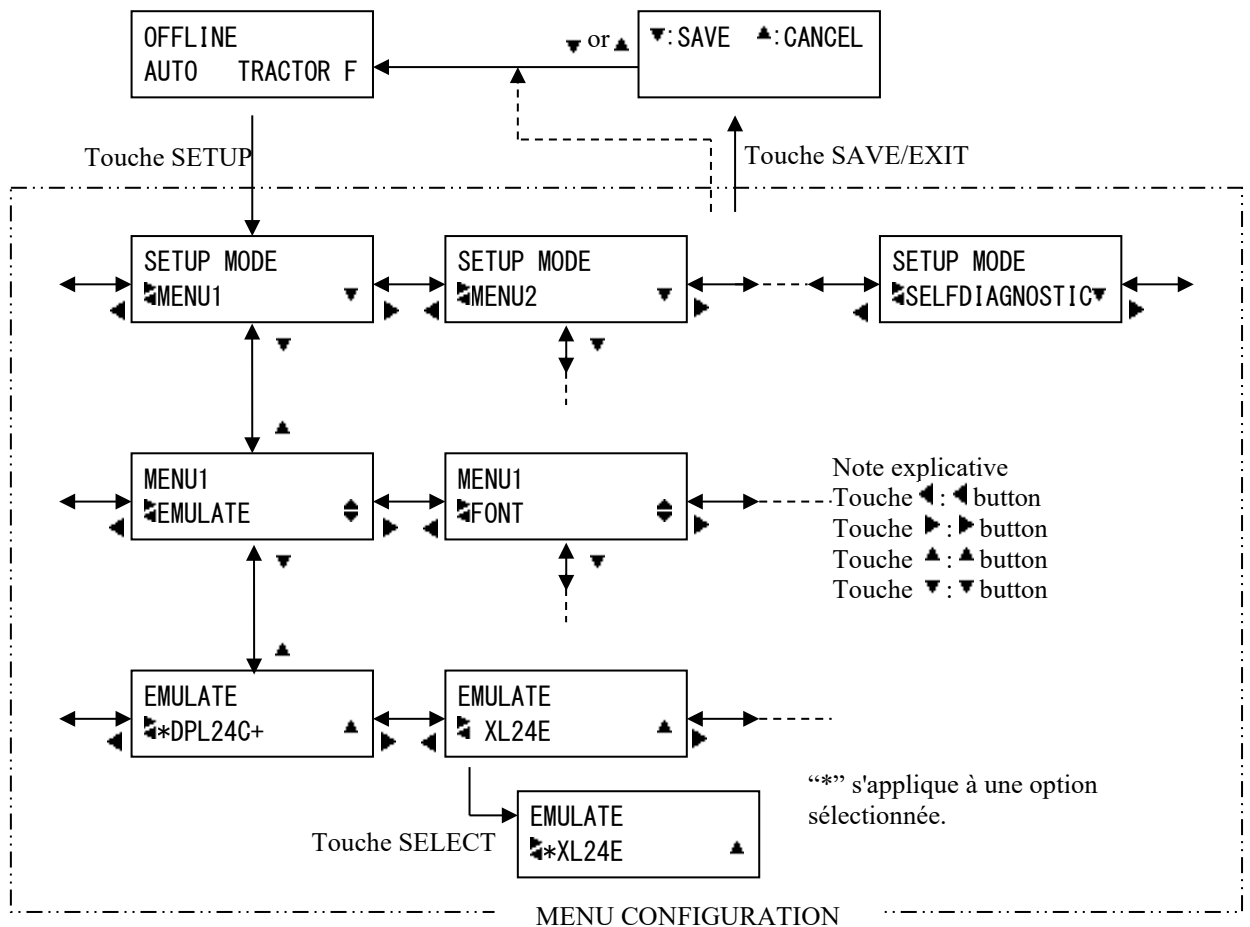 OFFLINE
AUTO TRACTOR F
▼ or ▲
▼:SAVE ▲:CANCEL
Touche SETUP
Touche SAVE/EXIT
SETUP MODE
MENU1 ▼
SETUP MODE
MENU2 ▼
SETUP MODE
SELFDIAGNOSTIC▼
MENU1
EMULATE
MENU1
FONT
Note explicative
Touche ◀: ◀ button
Touche ▶: ▶ button
Touche ▲: ▲ button
Touche ▼: ▼ button
EMULATE
*DPL24C+ ▲
EMULATE
XL24E ▲
“*” s'applique à une option
sélectionnée.
Touche SELECT
EMULATE
*XL24E ▲
MENU CONFIGURATION